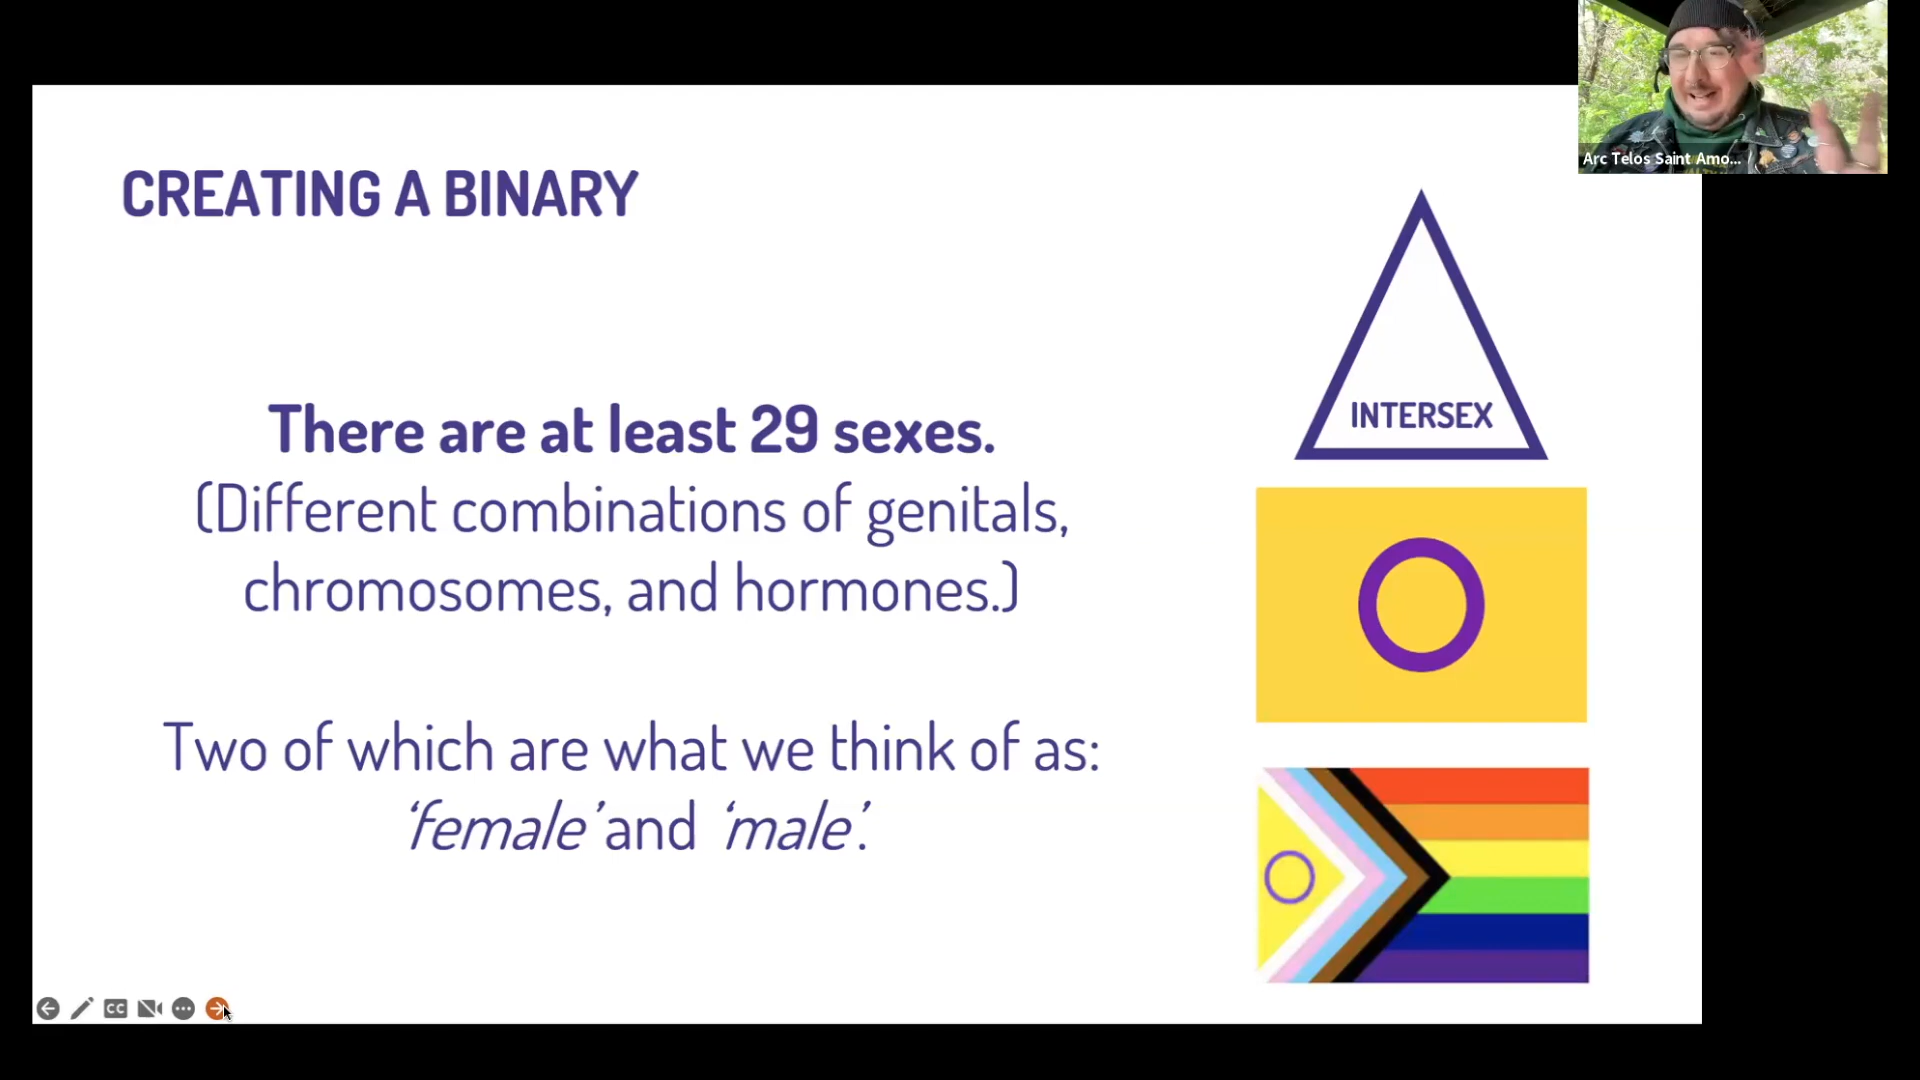 Arc Telos Saint Amo...
CREATING A BINARY
There are at least 29 sexes.
(Different combinations of genitals,
chromosomes, and hormones.)
Two of which are what we think of as:
‘female’ and ‘male’.
INTERSEX
CC